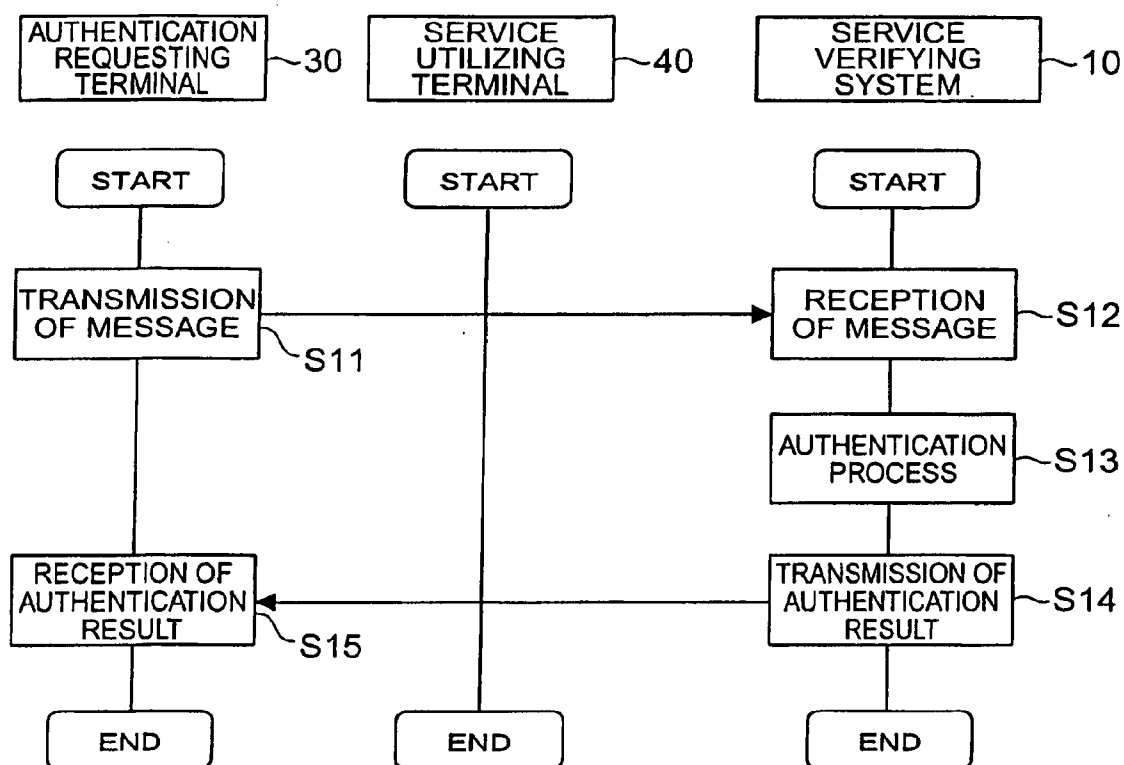 AUTHENTICATION
REQUESTING
TERMINAL
30
SERVICE
UTILIZING
TERMINAL
40
SERVICE
VERIFYING
SYSTEM
10
START
START
START
TRANSMISSION
OF MESSAGE
S11
RECEPTION
OF MESSAGE
S12
AUTHENTICATION
PROCESS
S13
RECEPTION OF
AUTHENTICATION
RESULT
S15
TRANSMISSION OF
AUTHENTICATION
RESULT
S14
END
END
END